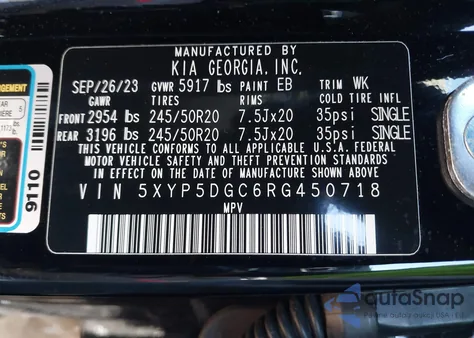 MANUFACTURED BY
KIA GEORGIA, INC.
SEP/26/23 GVWR 5917 lbs PAINT EB TRIM WK
GAWR TIRES RIMS COLD TIRE INFL
FRONT 2954 lbs 245/50R20 7.5Jx20 35psi SINGLE
REAR 3196 lbs 245/50R20 7.5Jx20 35psi SINGLE
THIS VEHICLE CONFORMS TO ALL APPLICABLE U.S.A. FEDERAL
MOTOR VEHICLE SAFETY AND THEFT PREVENTION STANDARDS
IN EFFECT ON THE DATE OF MANUFACTURE SHOWN ABOVE.
VIN 5XYP5DGC6RG450718
MPV
9110
5
autoSnap